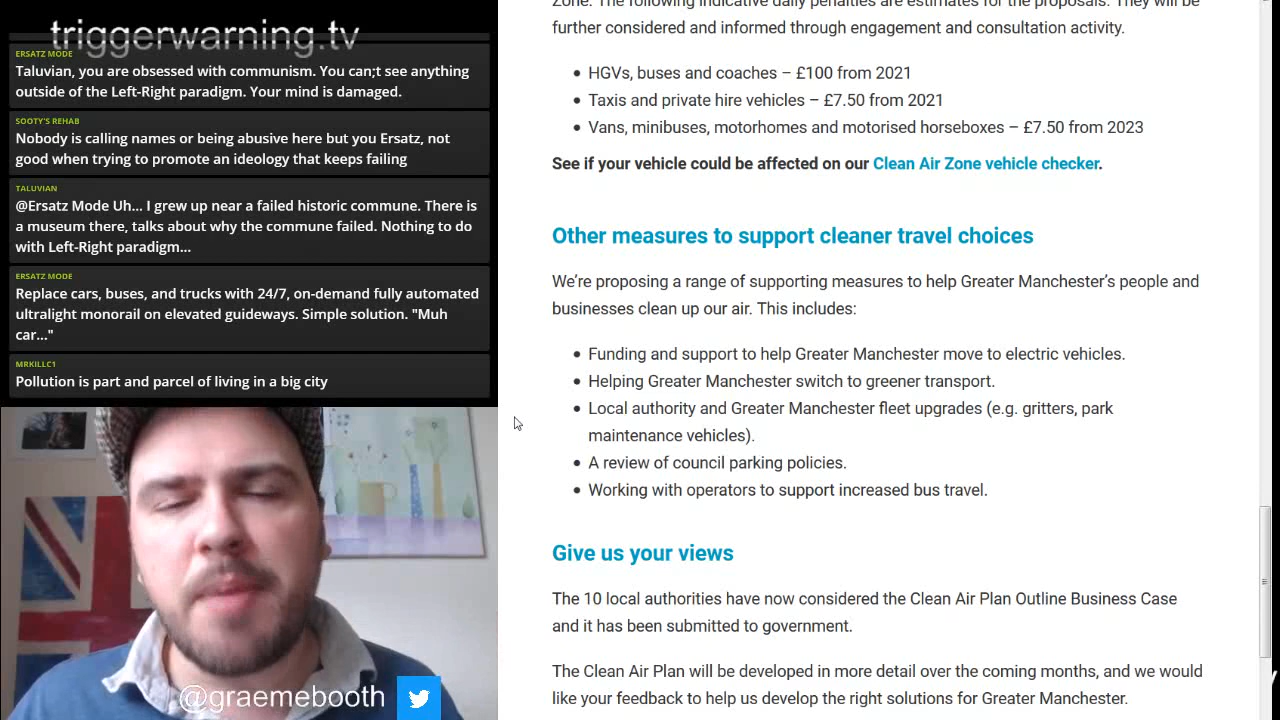 triggerwarning.tv
ERSATZ MODE
Taluvian, you are obsessed with communism. You can;t see anything
outside of the Left-Right paradigm. Your mind is damaged.
SOOTY'S REHAB
Nobody is calling names or being abusive here but you Ersatz, not
good when trying to promote an ideology that keeps failing
TALUVIAN
@Ersatz Mode Uh... I grew up near a failed historic commune. There is
a museum there, talks about why the commune failed. Nothing to do
with Left-Right paradigm...
ERSATZ MODE
Replace cars, buses, and trucks with 24/7, on-demand fully automated
ultralight monorail on elevated guideways. Simple solution. "Muh
car..."
MRKILLC1
Pollution is part and parcel of living in a big city
@graemebooth
Zone. The following indicative daily penalties are estimates for the proposals. They will be
further considered and informed through engagement and consultation activity.
• HGVs, buses and coaches – £100 from 2021
• Taxis and private hire vehicles – £7.50 from 2021
• Vans, minibuses, motorhomes and motorised horseboxes – £7.50 from 2023
See if your vehicle could be affected on our Clean Air Zone vehicle checker.
Other measures to support cleaner travel choices
We’re proposing a range of supporting measures to help Greater Manchester’s people and
businesses clean up our air. This includes:
• Funding and support to help Greater Manchester move to electric vehicles.
• Helping Greater Manchester switch to greener transport.
• Local authority and Greater Manchester fleet upgrades (e.g. gritters, park
maintenance vehicles).
• A review of council parking policies.
• Working with operators to support increased bus travel.
Give us your views
The 10 local authorities have now considered the Clean Air Plan Outline Business Case
and it has been submitted to government.
The Clean Air Plan will be developed in more detail over the coming months, and we would
like your feedback to help us develop the right solutions for Greater Manchester.